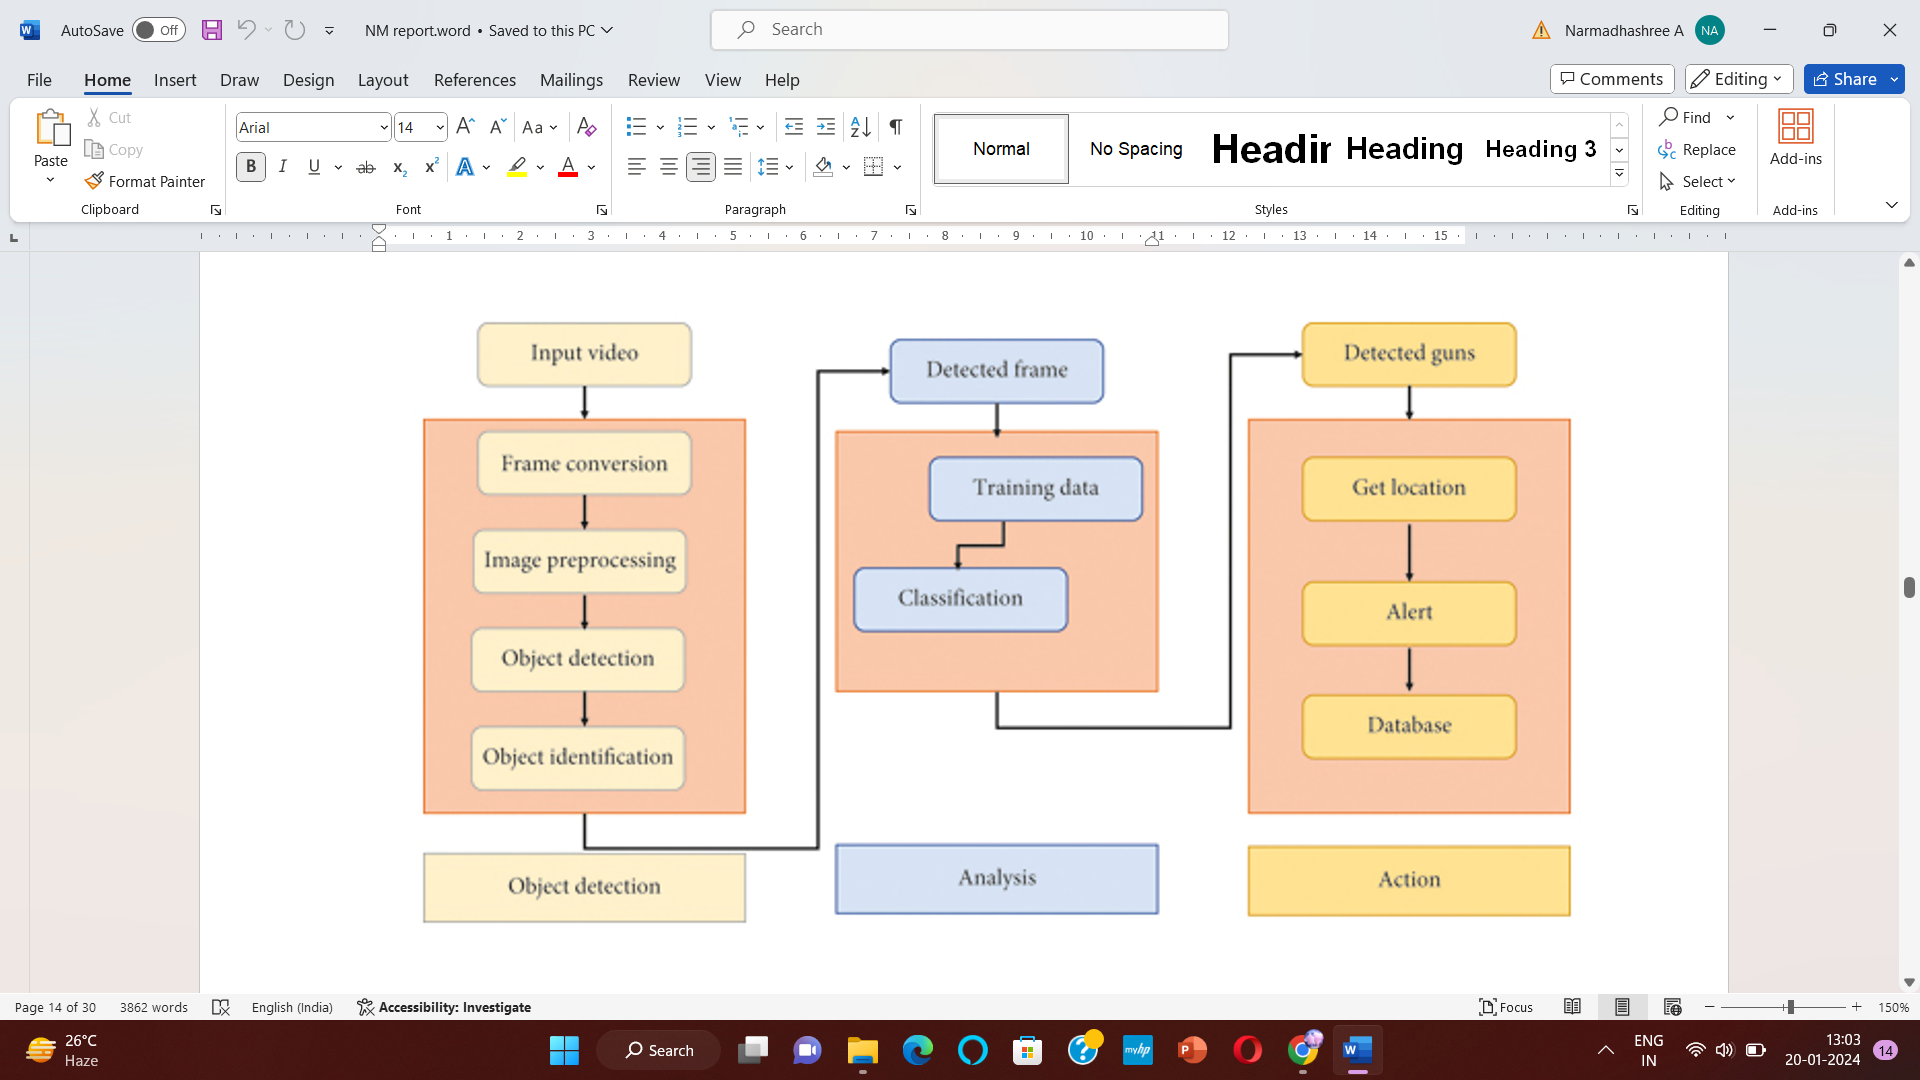 AutoSave Off NM report.word • Saved to this PC Search Narmadhashree A NA
File Home Insert Draw Design Layout References Mailings Review View Help Comments Editing Share
Paste
Cut
Copy
Format Painter
Clipboard
Arial 14
Aa
B I U ab x₂ x² A A
Font
Paragraph
Normal No Spacing Headir Heading Heading 3
Styles
Find
Replace
Select
Editing
Add-ins
Add-ins
1 2 3 4 5 6 7 8 9 10 11 12 13 14 15
Input video
Frame conversion
Image preprocessing
Object detection
Object identification
Object detection
Detected frame
Training data
Classification
Analysis
Detected guns
Get location
Alert
Database
Action
Page 14 of 30 3862 words English (India) Accessibility: Investigate Focus 150%
26°C
Haze
Search
myhp
ENG
IN
13:03
20-01-2024
14